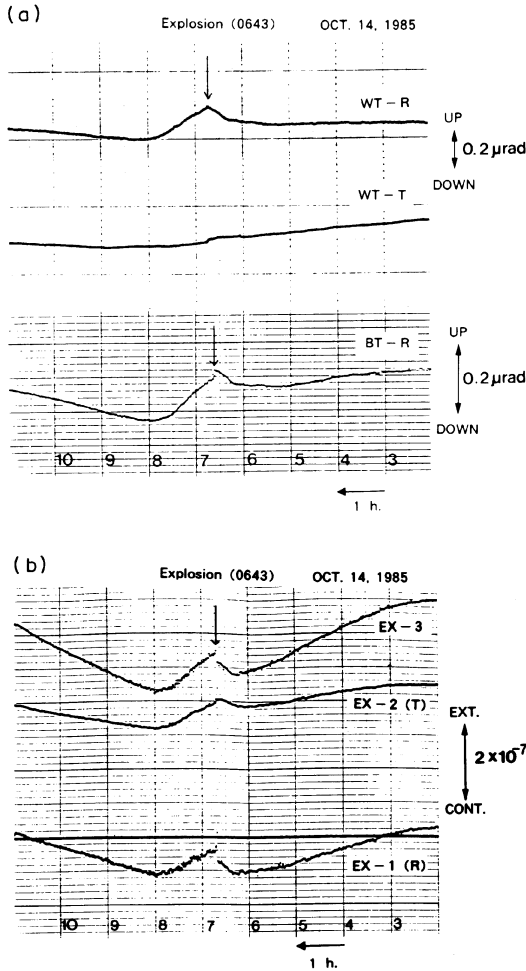 (a)
Explosion (0643) OCT. 14, 1985
WT – R
UP
0.2 μrad
DOWN
WT – T
BT – R
UP
0.2 μrad
DOWN
10 9 8 7 6 5 4 3
1 h.
(b)
Explosion (0643) OCT. 14, 1985
EX – 3
EX – 2 (T)
EXT.
2×10⁻⁷
CONT.
EX – 1 (R)
10 9 8 7 6 5 4 3
1 h.